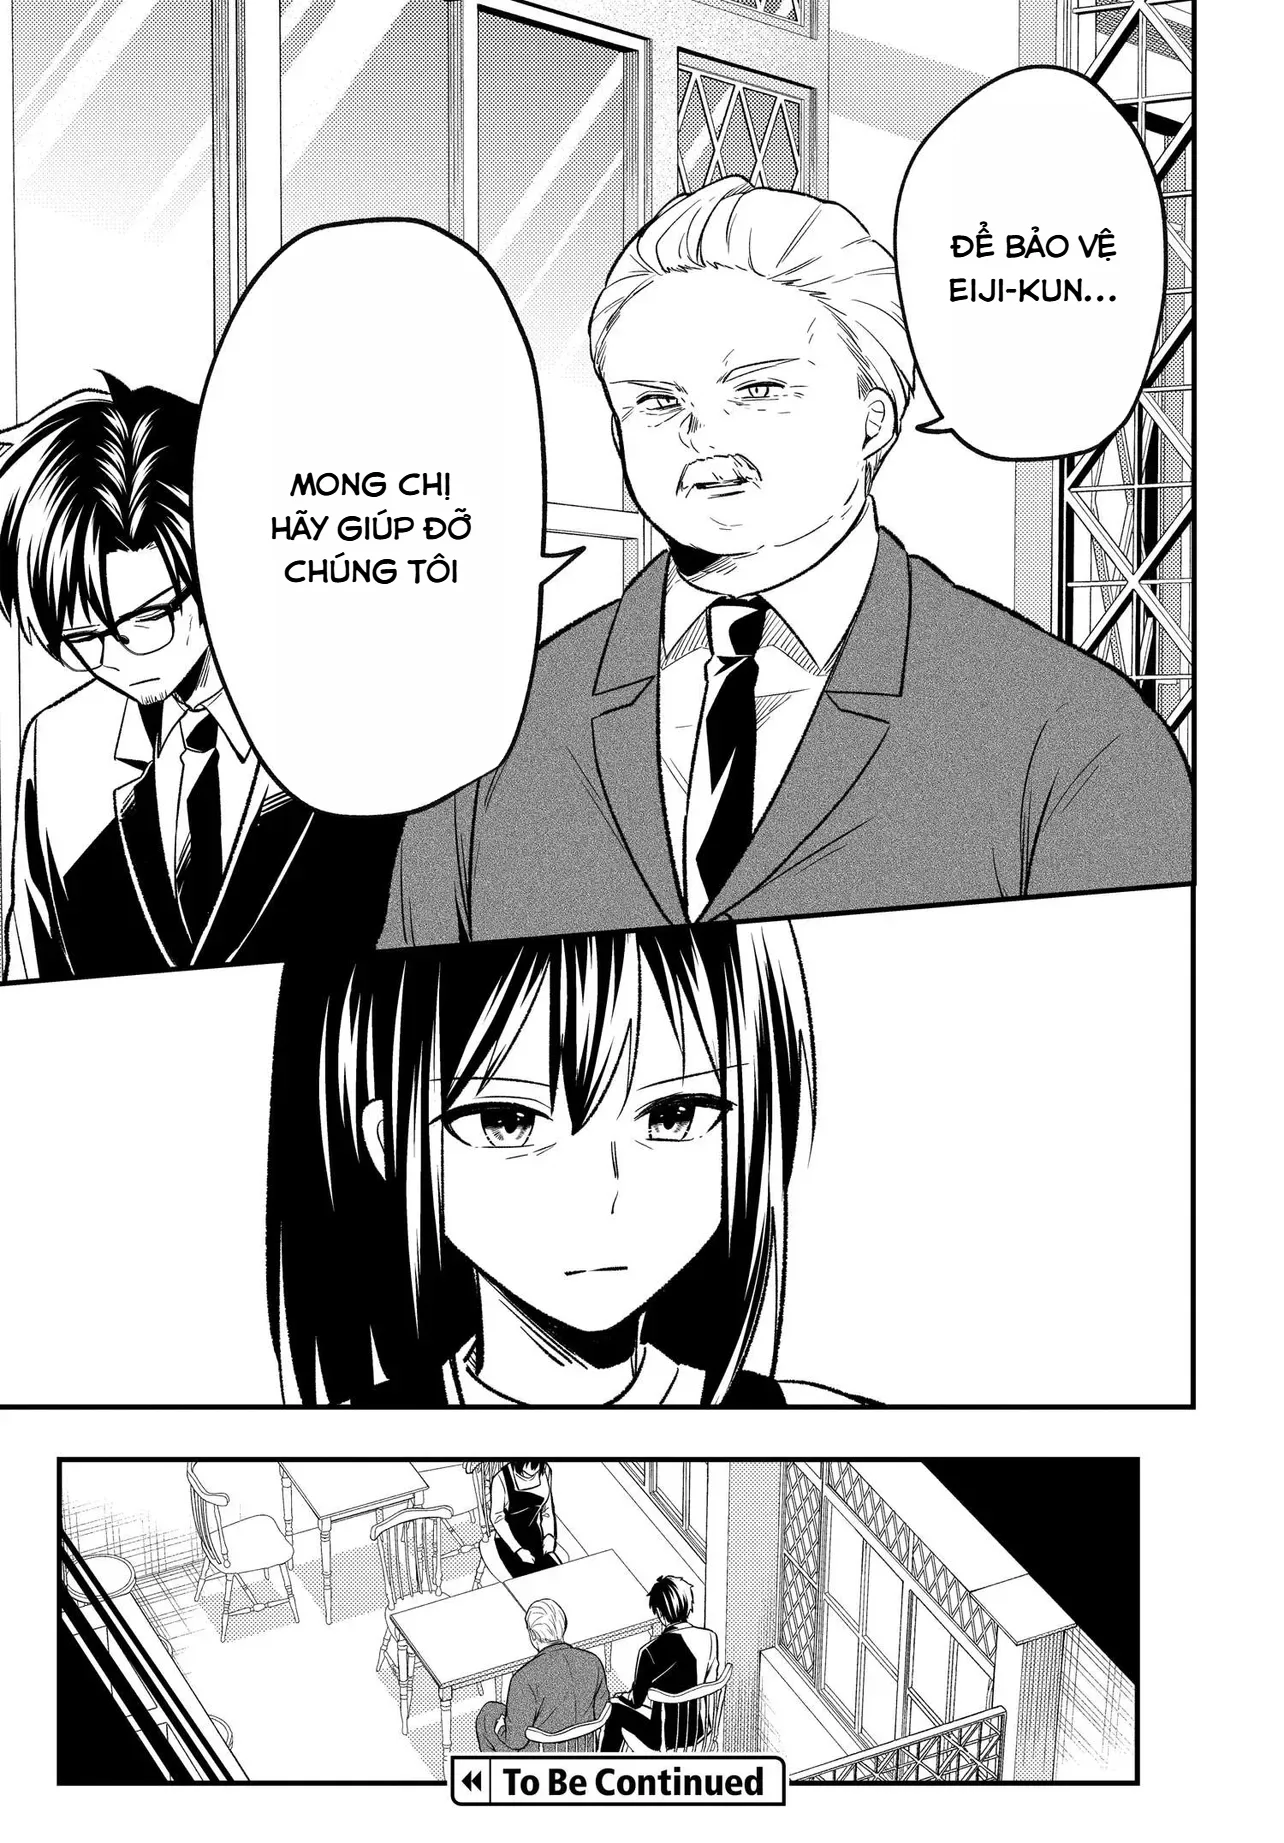 ĐỂ BẢO VỆ
EIJI-KUN...
MONG CHỊ
HÃY GIÚP ĐỠ
CHÚNG TÔI
To Be Continued